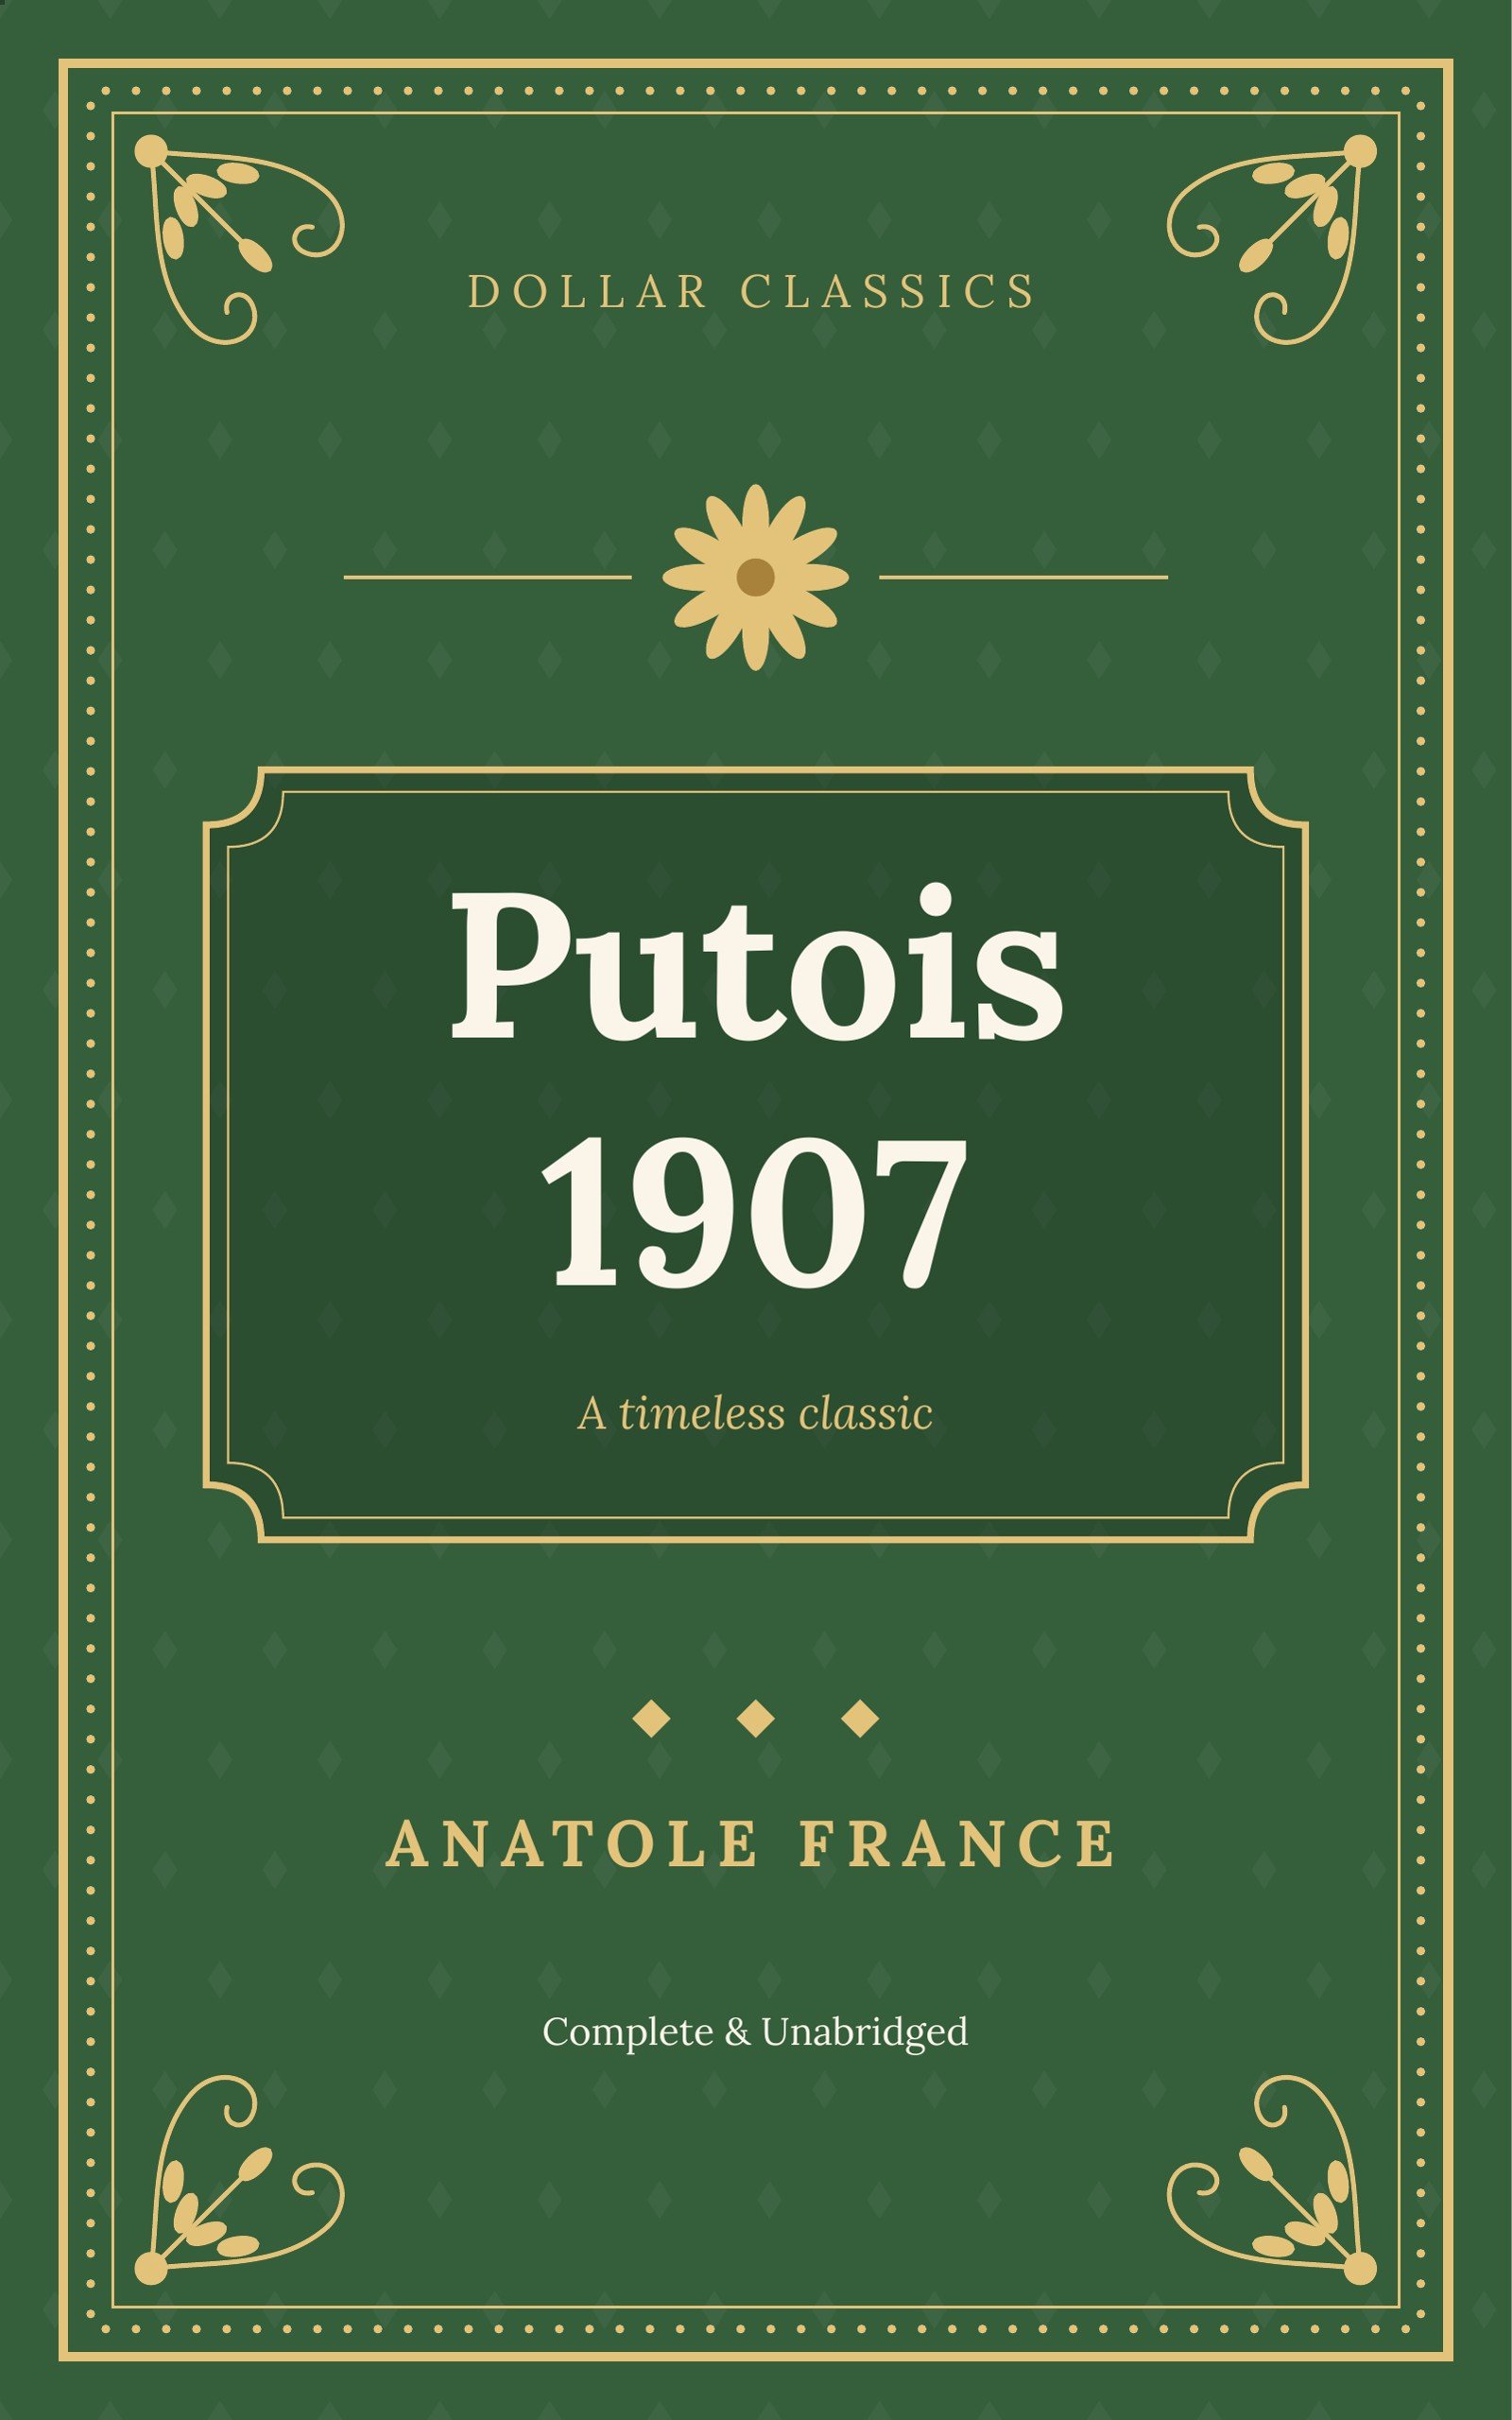 DOLLAR CLASSICS
Putois
1907
A timeless classic
ANATOLE FRANCE
Complete & Unabridged